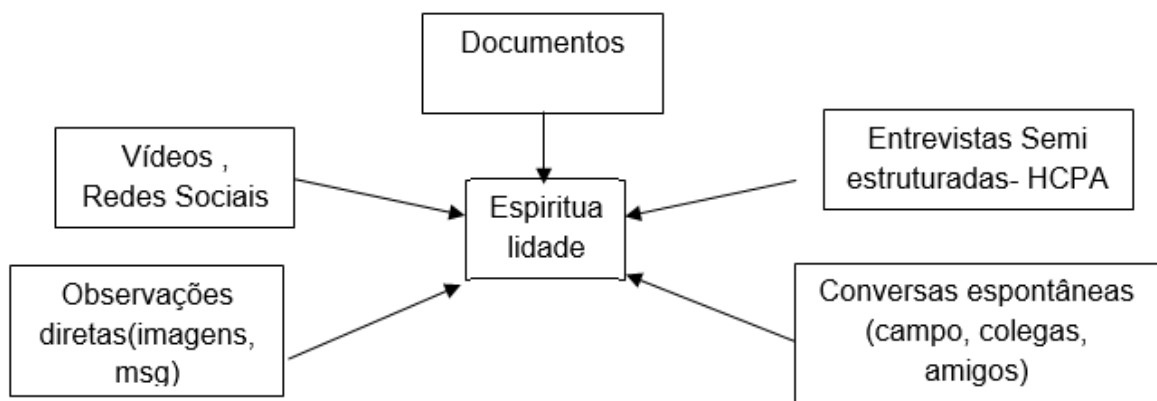 Documentos
Vídeos ,
Redes Sociais
Entrevistas Semi
estruturadas- HCPA
Espiritua
lidade
Observações
diretas(imagens,
msg)
Conversas espontâneas
(campo, colegas,
amigos)